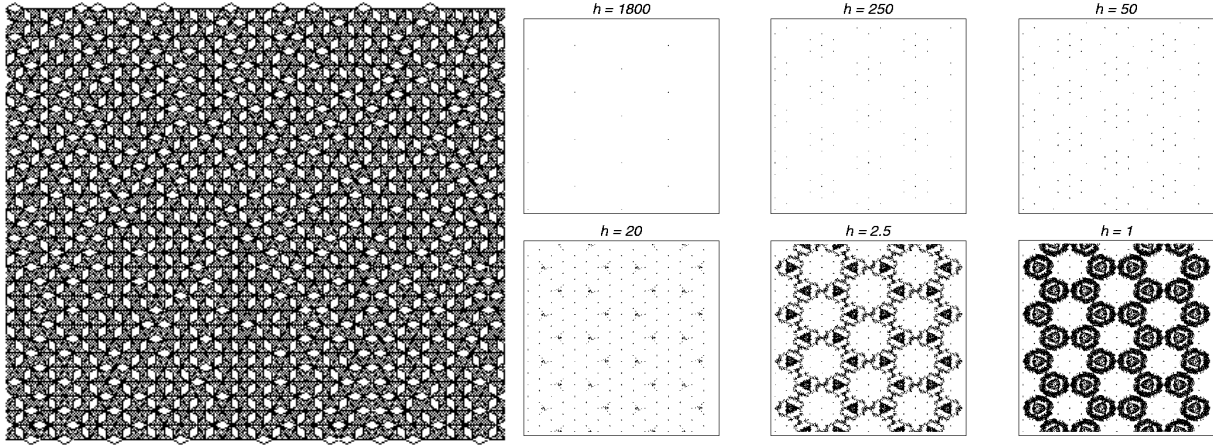 h = 1800
h = 250
h = 50
h = 20
h = 2.5
h = 1